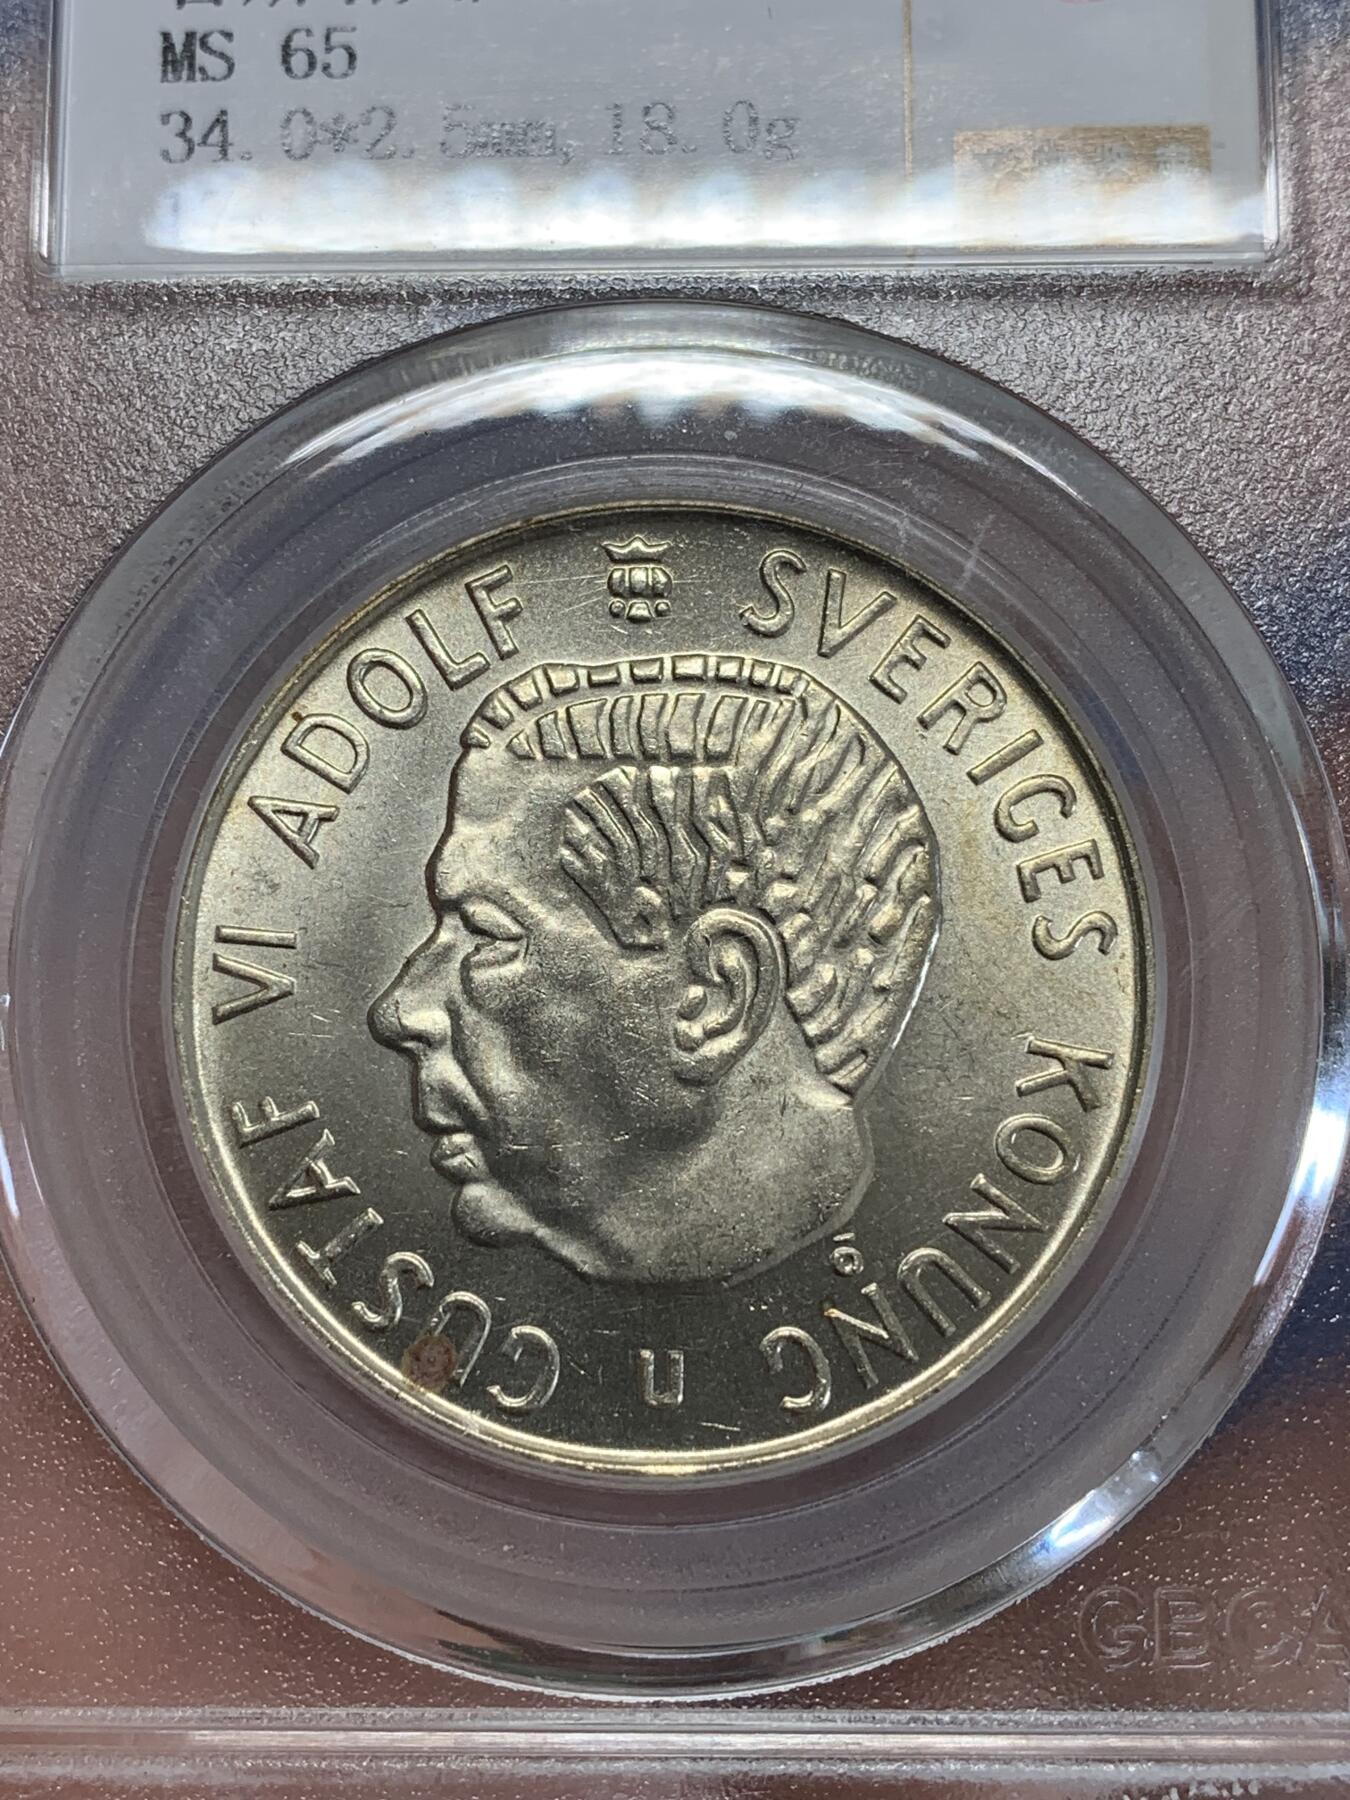 MS 65
34.0*2.5mm, 18.0g
GUSTAF VI ADOLF SVERIGES KONUNG
U
GBCA